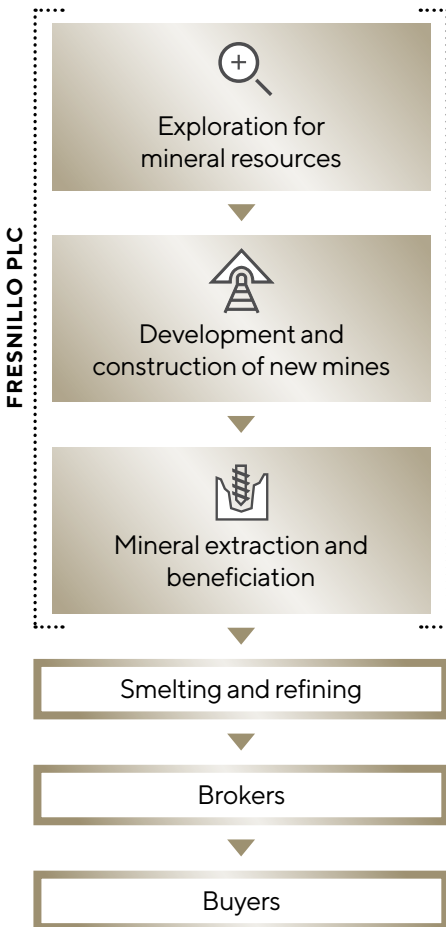 FRESNILLO PLC
Exploration for
mineral resources
Development and
construction of new mines
Mineral extraction and
beneficiation
Smelting and refining
Brokers
Buyers